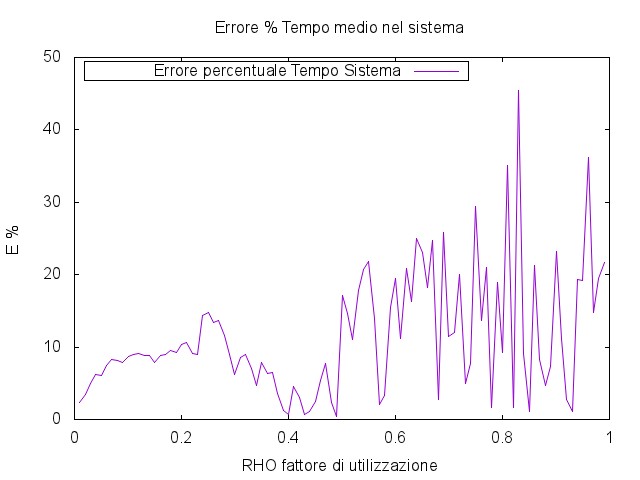 Errore % Tempo medio nel sistema
Errore percentuale Tempo Sistema
50
40
30
20
10
0
E %
0 0.2 0.4 0.6 0.8 1
RHO fattore di utilizzazione